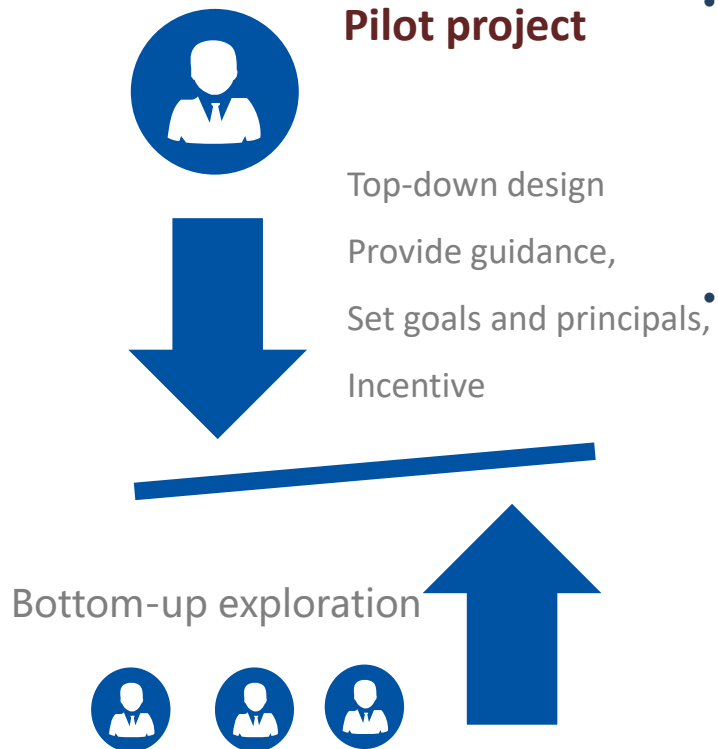 Pilot project
Top-down design
Provide guidance,
Set goals and principals,
Incentive
Bottom-up exploration